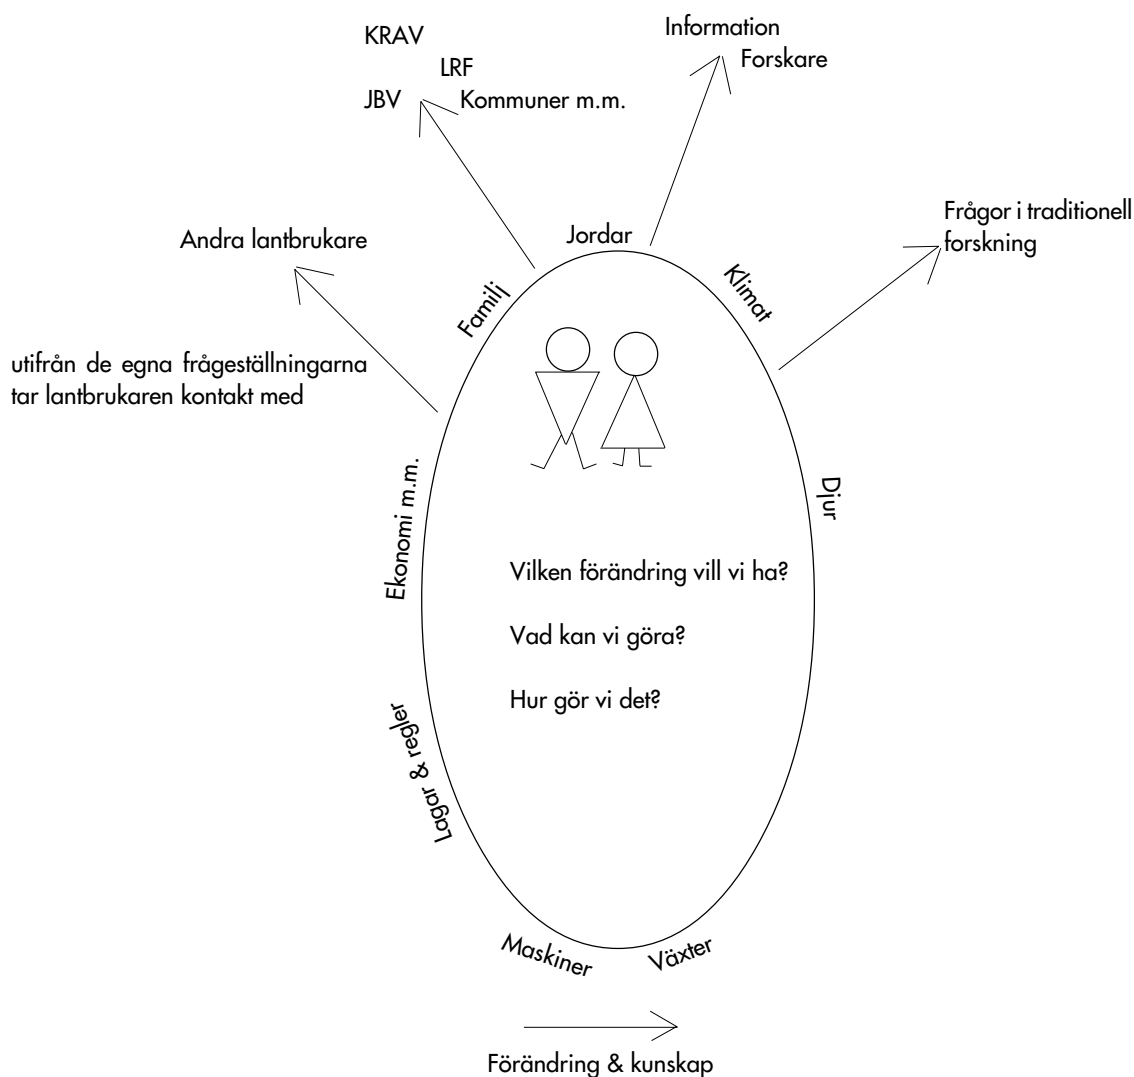 KRAV
LRF
JBV
Kommuner m.m.
Information
Forskare
Andra lantbrukare
Frågor i traditionell
forskning
utifrån de egna frågeställningarna
tar lantbrukaren kontakt med
Jordar
Familj
Klimat
Ekonomi m.m.
Djur
Vilken förändring vill vi ha?
Vad kan vi göra?
Hur gör vi det?
Lagar & regler
Maskiner
Växter
Förändring & kunskap